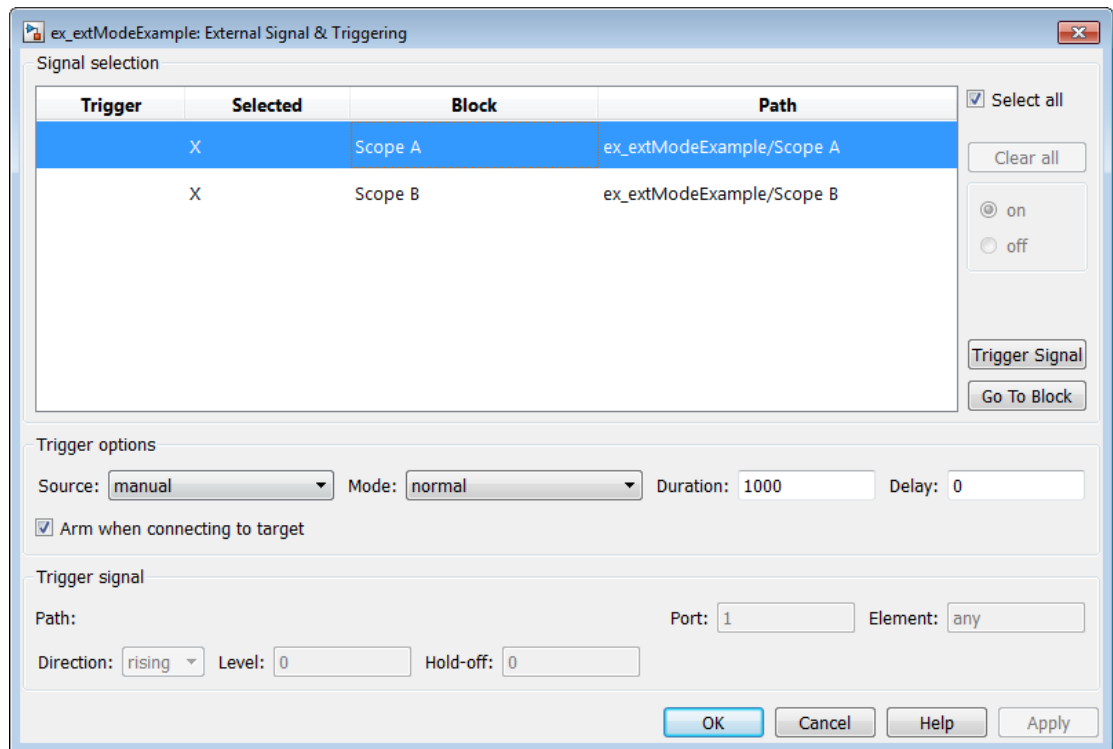 ex_extModeExample: External Signal & Triggering
Signal selection
Trigger Selected Block Path
X Scope A ex_extModeExample/Scope A
X Scope B ex_extModeExample/Scope B
Select all
Clear all
on
off
Trigger Signal
Go To Block
Trigger options
Source: manual Mode: normal Duration: 1000 Delay: 0
Arm when connecting to target
Trigger signal
Path: Port: 1 Element: any
Direction: rising Level: 0 Hold-off: 0
OK Cancel Help Apply